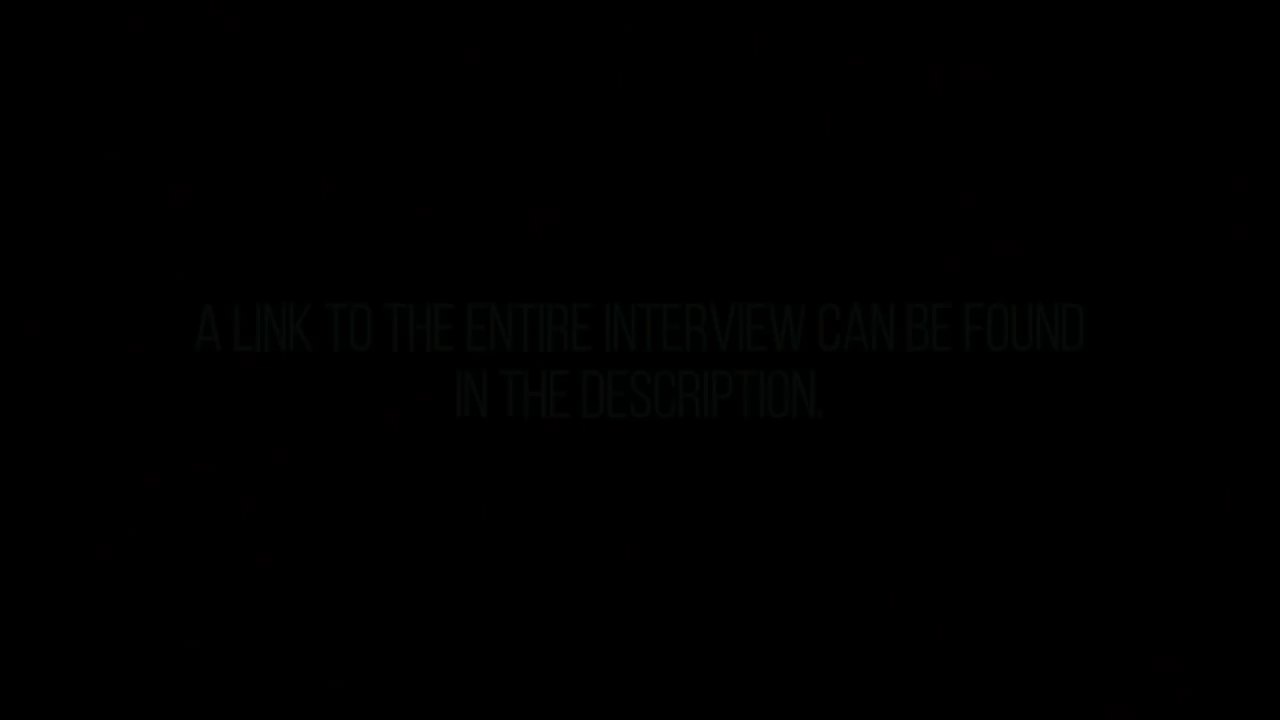 A LINK TO THE ENTIRE INTERVIEW CAN BE FOUND
IN THE DESCRIPTION.